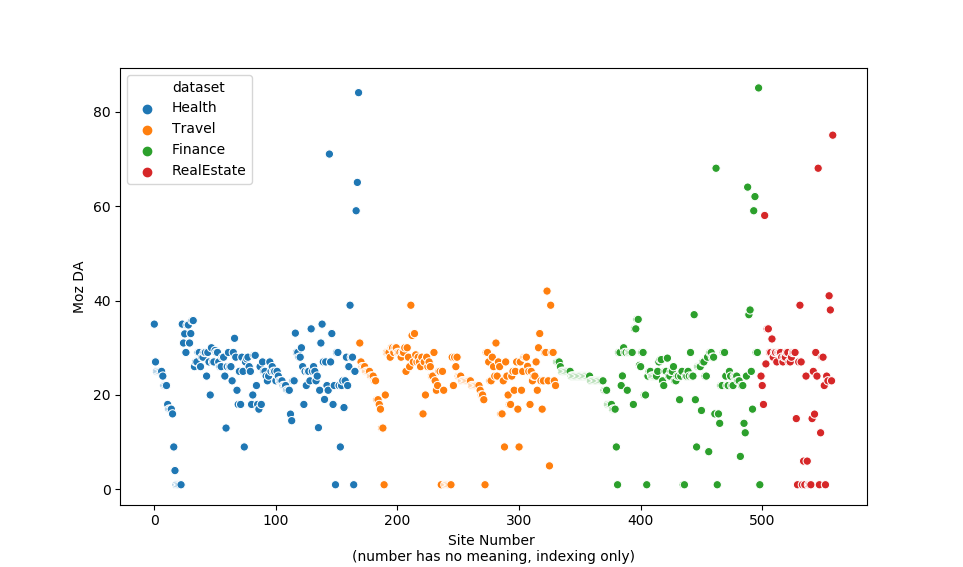 dataset
Health
Travel
Finance
RealEstate
Moz DA
80
60
40
20
0
0 100 200 300 400 500
Site Number
(number has no meaning, indexing only)